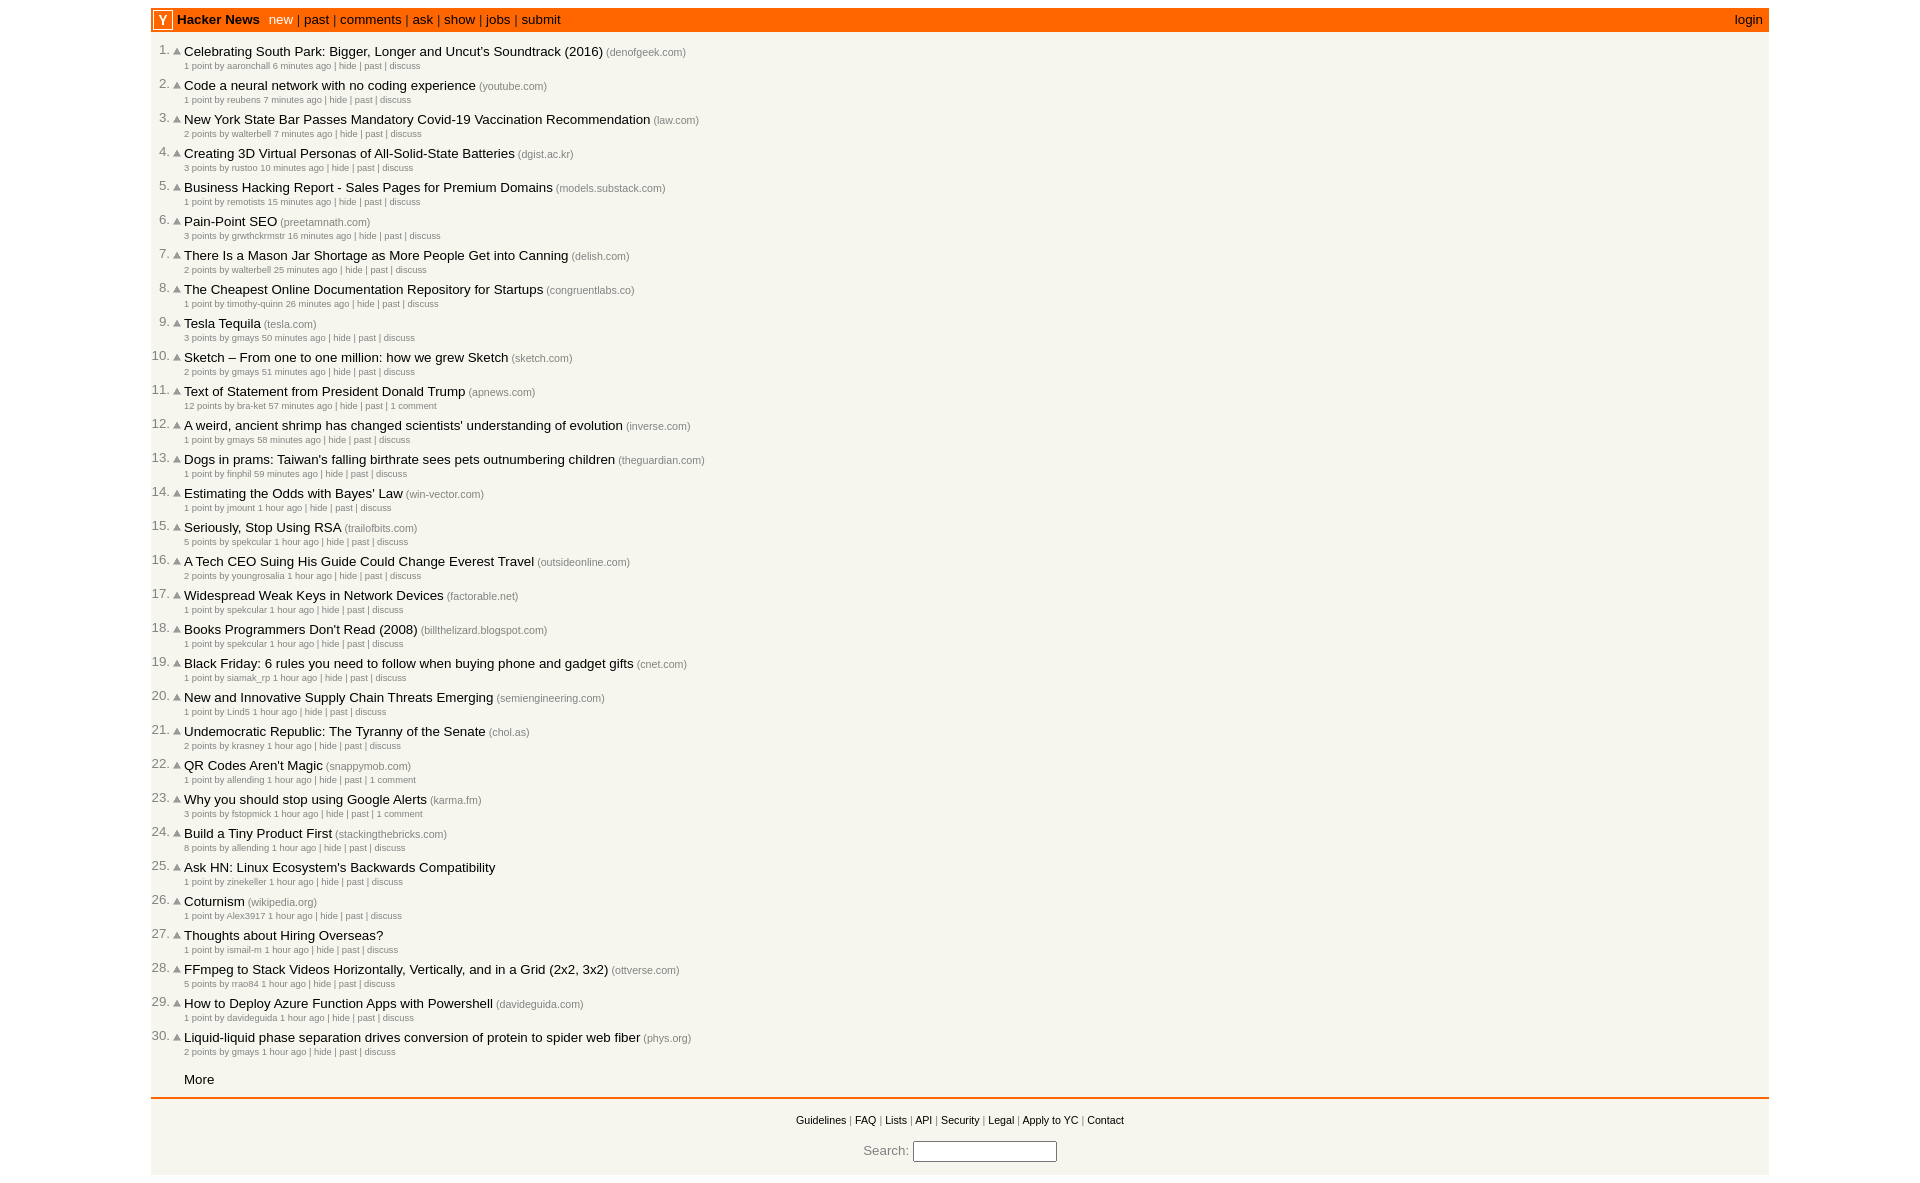 Y Hacker News new | past | comments | ask | show | jobs | submit login
1. Celebrating South Park: Bigger, Longer and Uncut's Soundtrack (2016) (denofgeek.com)
1 point by aaronchall 6 minutes ago | hide | past | discuss
2. Code a neural network with no coding experience (youtube.com)
1 point by reubens 7 minutes ago | hide | past | discuss
3. New York State Bar Passes Mandatory Covid-19 Vaccination Recommendation (law.com)
2 points by walterbell 7 minutes ago | hide | past | discuss
4. Creating 3D Virtual Personas of All-Solid-State Batteries (dgist.ac.kr)
3 points by rustoo 10 minutes ago | hide | past | discuss
5. Business Hacking Report - Sales Pages for Premium Domains (models.substack.com)
1 point by remotists 15 minutes ago | hide | past | discuss
6. Pain-Point SEO (preetamnath.com)
3 points by grwthckrmstr 16 minutes ago | hide | past | discuss
7. There Is a Mason Jar Shortage as More People Get into Canning (delish.com)
2 points by walterbell 25 minutes ago | hide | past | discuss
8. The Cheapest Online Documentation Repository for Startups (congruentlabs.co)
1 point by timothy-quinn 26 minutes ago | hide | past | discuss
9. Tesla Tequila (tesla.com)
3 points by gmays 50 minutes ago | hide | past | discuss
10. Sketch – From one to one million: how we grew Sketch (sketch.com)
2 points by gmays 51 minutes ago | hide | past | discuss
11. Text of Statement from President Donald Trump (apnews.com)
12 points by bra-ket 57 minutes ago | hide | past | 1 comment
12. A weird, ancient shrimp has changed scientists' understanding of evolution (inverse.com)
1 point by gmays 58 minutes ago | hide | past | discuss
13. Dogs in prams: Taiwan's falling birthrate sees pets outnumbering children (theguardian.com)
1 point by finphil 59 minutes ago | hide | past | discuss
14. Estimating the Odds with Bayes' Law (win-vector.com)
1 point by jmount 1 hour ago | hide | past | discuss
15. Seriously, Stop Using RSA (trailofbits.com)
5 points by spekcular 1 hour ago | hide | past | discuss
16. A Tech CEO Suing His Guide Could Change Everest Travel (outsideonline.com)
2 points by youngrosalia 1 hour ago | hide | past | discuss
17. Widespread Weak Keys in Network Devices (factorable.net)
1 point by spekcular 1 hour ago | hide | past | discuss
18. Books Programmers Don't Read (2008) (billthelizard.blogspot.com)
1 point by spekcular 1 hour ago | hide | past | discuss
19. Black Friday: 6 rules you need to follow when buying phone and gadget gifts (cnet.com)
1 point by siamak_rp 1 hour ago | hide | past | discuss
20. New and Innovative Supply Chain Threats Emerging (semiengineering.com)
1 point by Lind5 1 hour ago | hide | past | discuss
21. Undemocratic Republic: The Tyranny of the Senate (chol.as)
2 points by krasney 1 hour ago | hide | past | discuss
22. QR Codes Aren't Magic (snappymob.com)
1 point by allending 1 hour ago | hide | past | 1 comment
23. Why you should stop using Google Alerts (karma.fm)
3 points by fstopmick 1 hour ago | hide | past | 1 comment
24. Build a Tiny Product First (stackingthebricks.com)
8 points by allending 1 hour ago | hide | past | discuss
25. Ask HN: Linux Ecosystem's Backwards Compatibility
1 point by zinekeller 1 hour ago | hide | past | discuss
26. Coturnism (wikipedia.org)
1 point by Alex3917 1 hour ago | hide | past | discuss
27. Thoughts about Hiring Overseas?
1 point by ismail-m 1 hour ago | hide | past | discuss
28. FFmpeg to Stack Videos Horizontally, Vertically, and in a Grid (2x2, 3x2) (ottverse.com)
5 points by rrao84 1 hour ago | hide | past | discuss
29. How to Deploy Azure Function Apps with Powershell (davideguida.com)
1 point by davideguida 1 hour ago | hide | past | discuss
30. Liquid-liquid phase separation drives conversion of protein to spider web fiber (phys.org)
2 points by gmays 1 hour ago | hide | past | discuss
More
Guidelines | FAQ | Lists | API | Security | Legal | Apply to YC | Contact
Search: